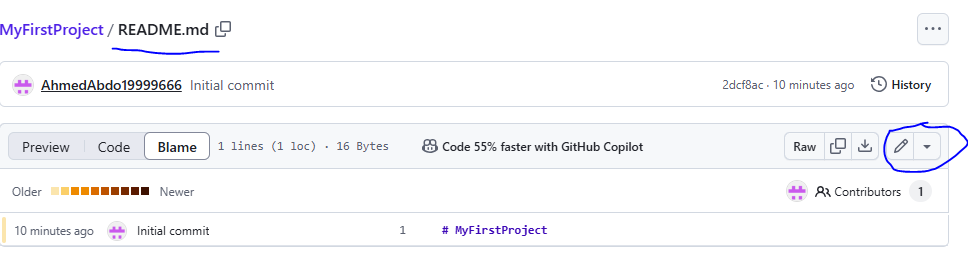 MyFirstProject / README.md
AhmedAbdo19999666 Initial commit 2dcf8ac · 10 minutes ago History
Preview Code Blame 1 lines (1 loc) · 16 Bytes Code 55% faster with GitHub Copilot Raw
Older Newer Contributors 1
10 minutes ago Initial commit 1 # MyFirstProject